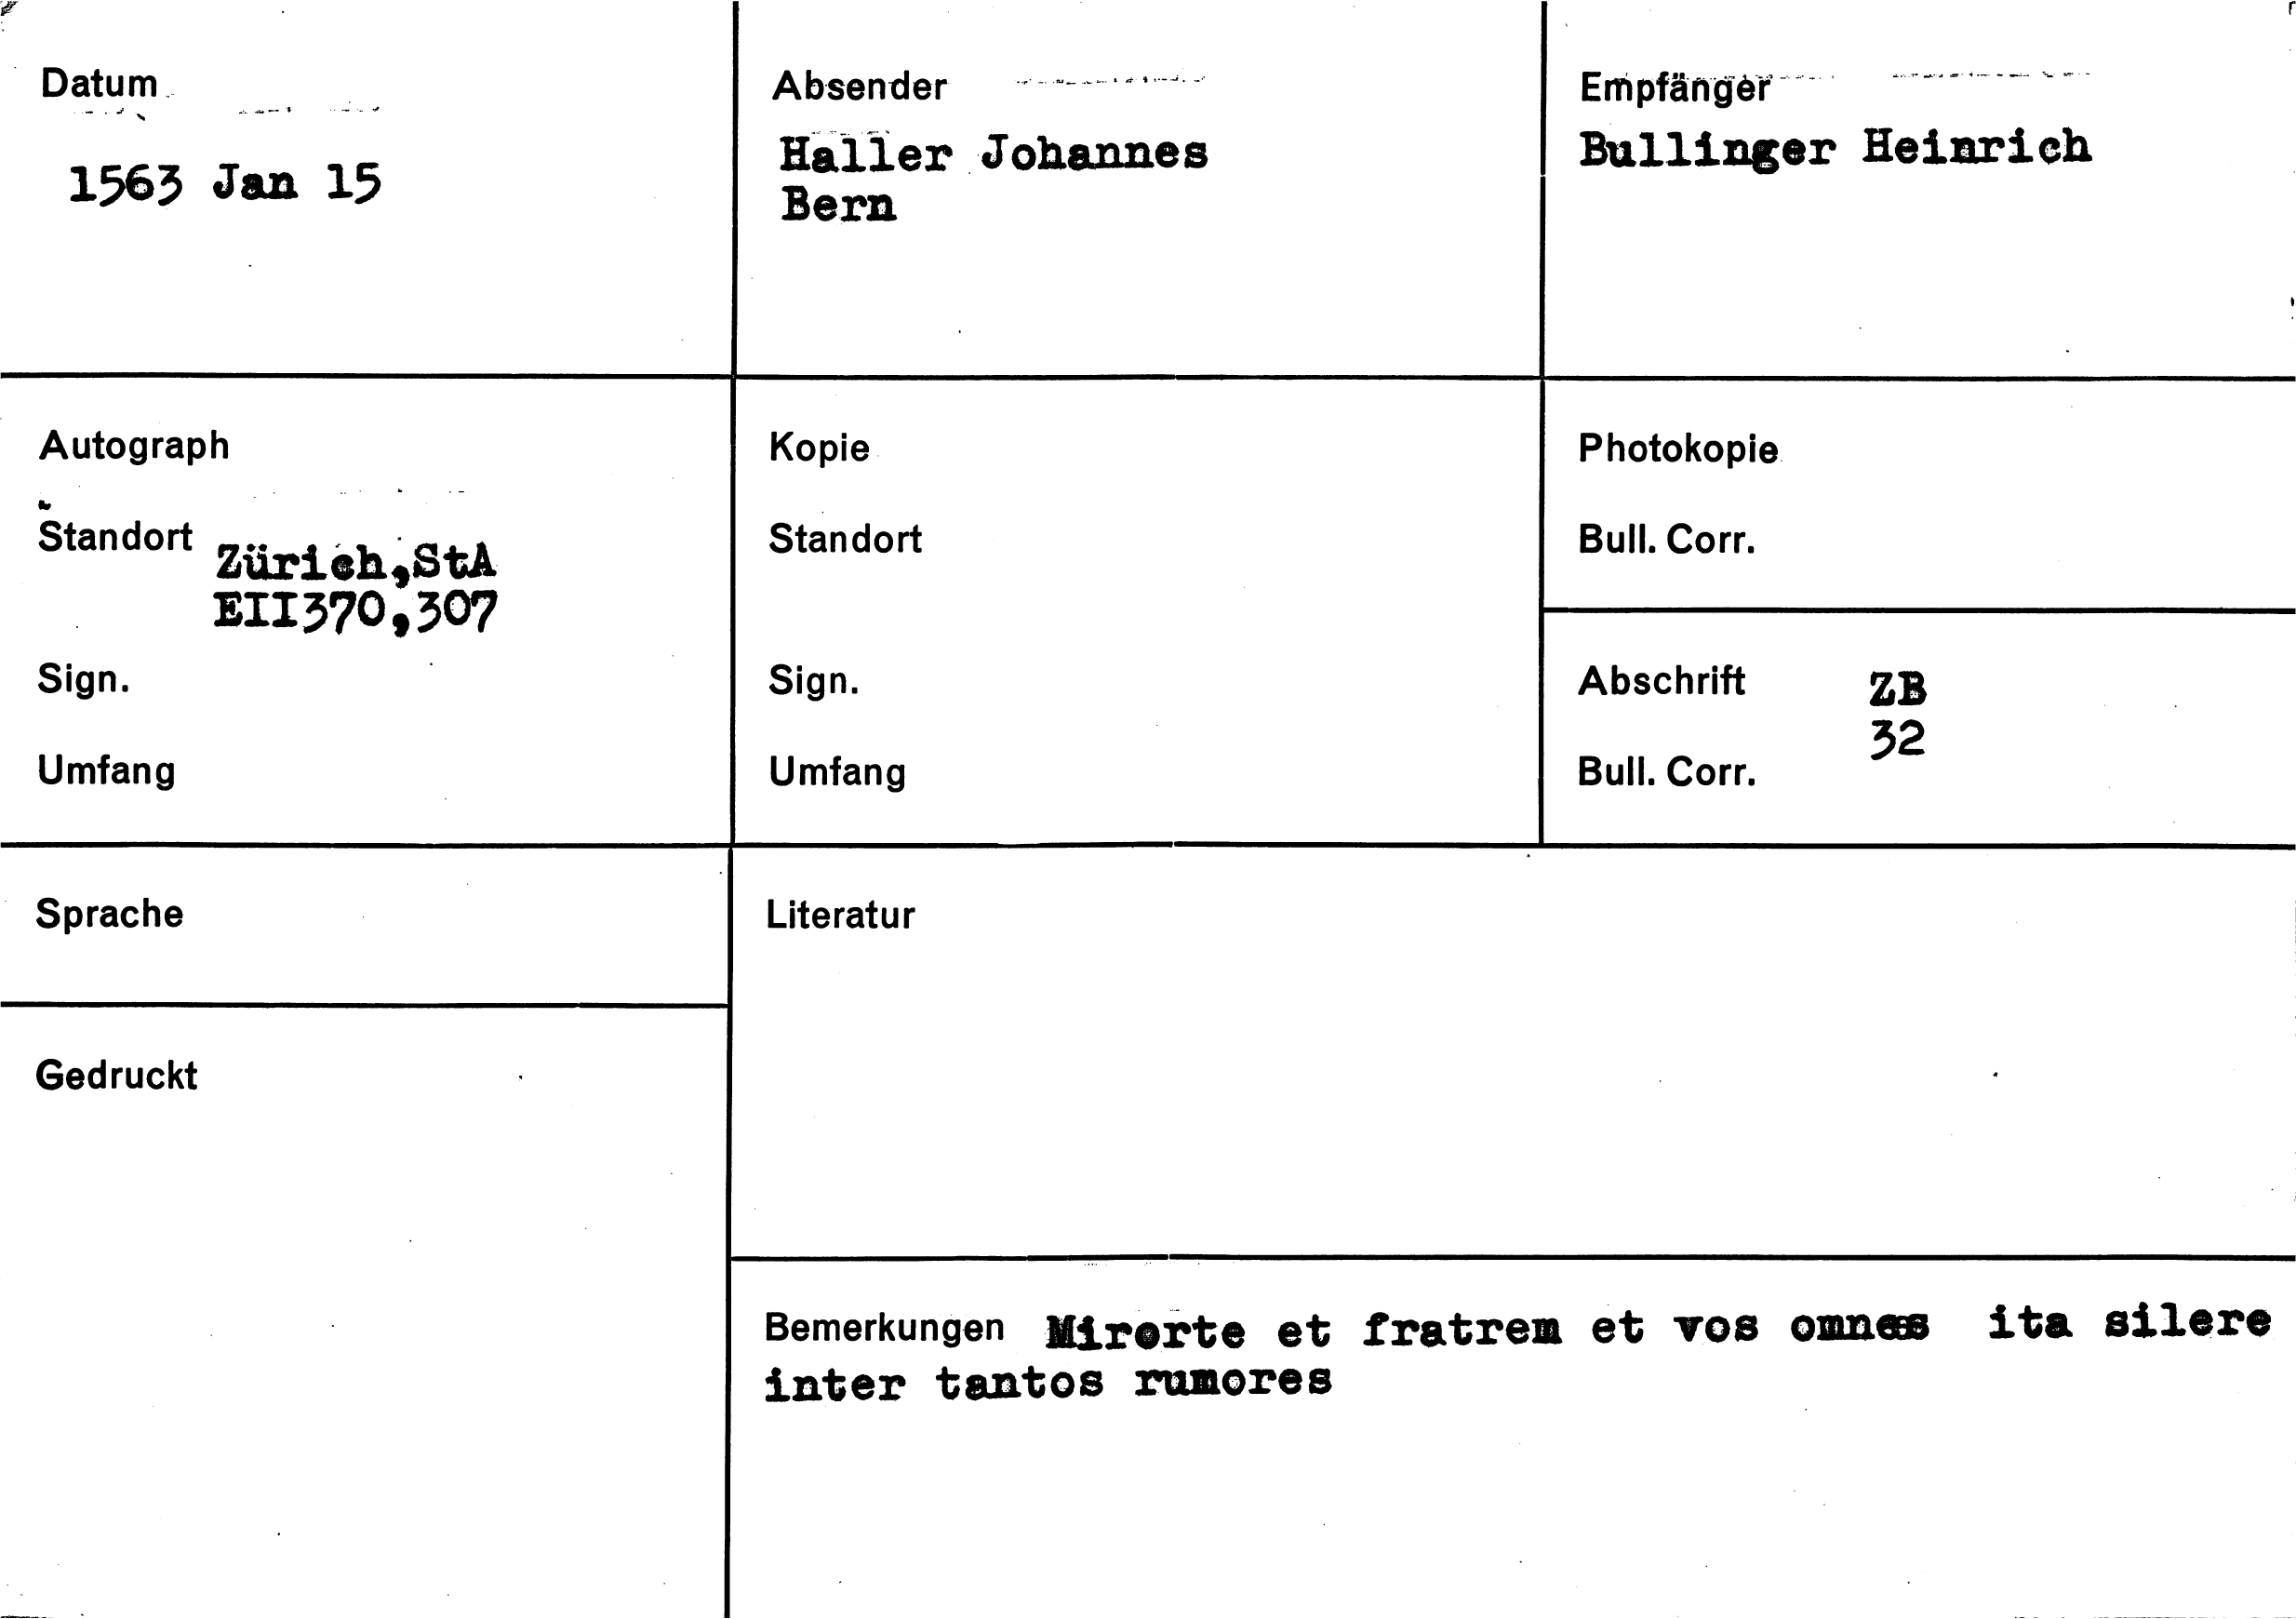 Datum
1563 Jan 15
Absender
Haller Johannes
Bern
Empfänger
Bullinger Heinrich
Autograph
Standort Zürich,StA
EII370,307
Sign.
Umfang
Kopie
Standort
Sign.
Umfang
Photokopie
Bull. Corr.
Abschrift ZB
32
Bull. Corr.
Sprache
Gedruckt
Literatur
Bemerkungen Mirorte et fratrem et vos omnes ita silere
inter tantos rumores